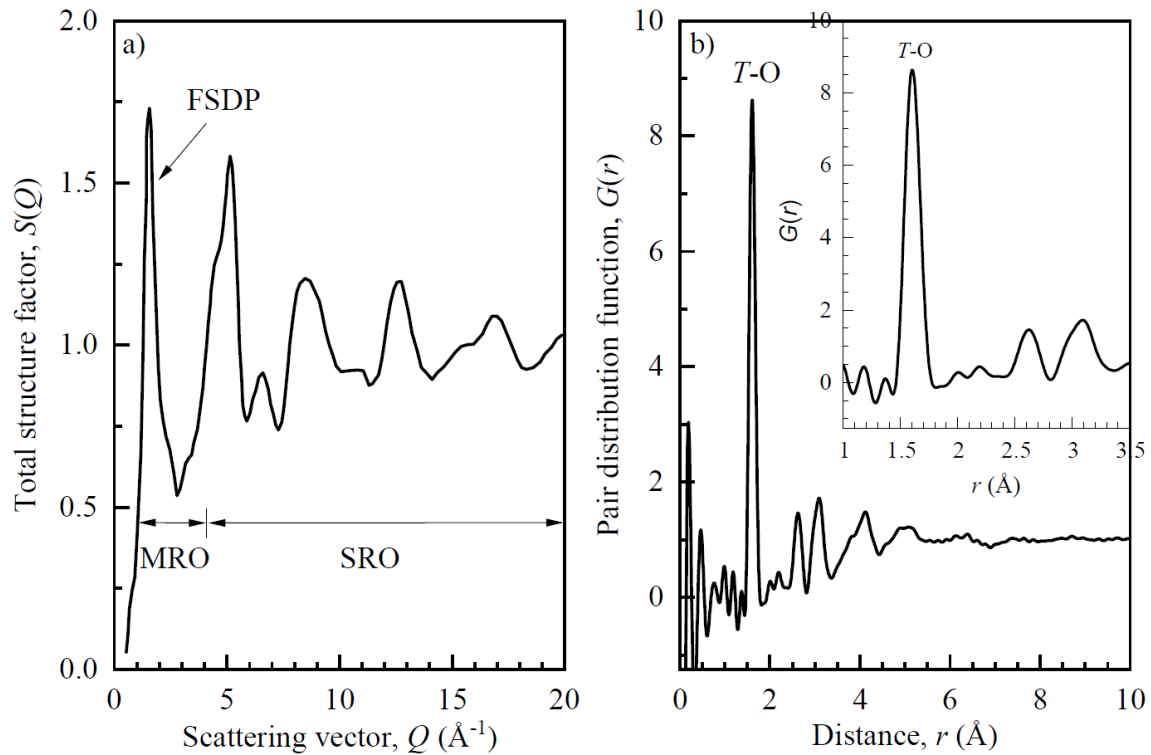 a)
FSDP
MRO
SRO
2.0
1.5
1.0
0.5
0.0
0 5 10 15 20
Total structure factor, S(Q)
Scattering vector, Q (Å-1)
b)
T-O
10
8
6
4
2
0
0 2 4 6 8 10
Pair distribution function, G(r)
Distance, r (Å)
T-O
10
8
6
4
2
0
1 1.5 2 2.5 3 3.5
G(r)
r (Å)